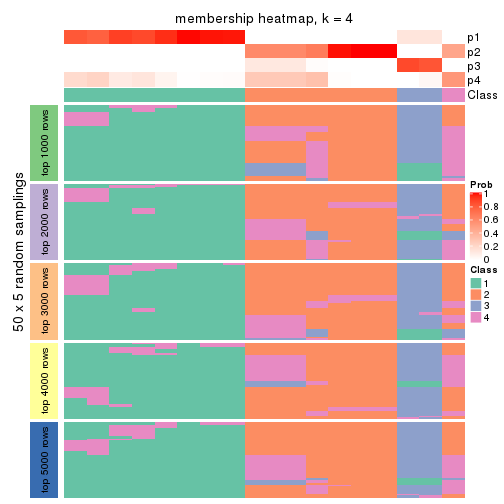 membership heatmap, k = 4
p1
p2
p3
p4
Class
50 x 5 random samplings
top 1000 rows
top 2000 rows
top 3000 rows
top 4000 rows
top 5000 rows
Prob
1
0.8
0.6
0.4
0.2
0
Class
1
2
3
4